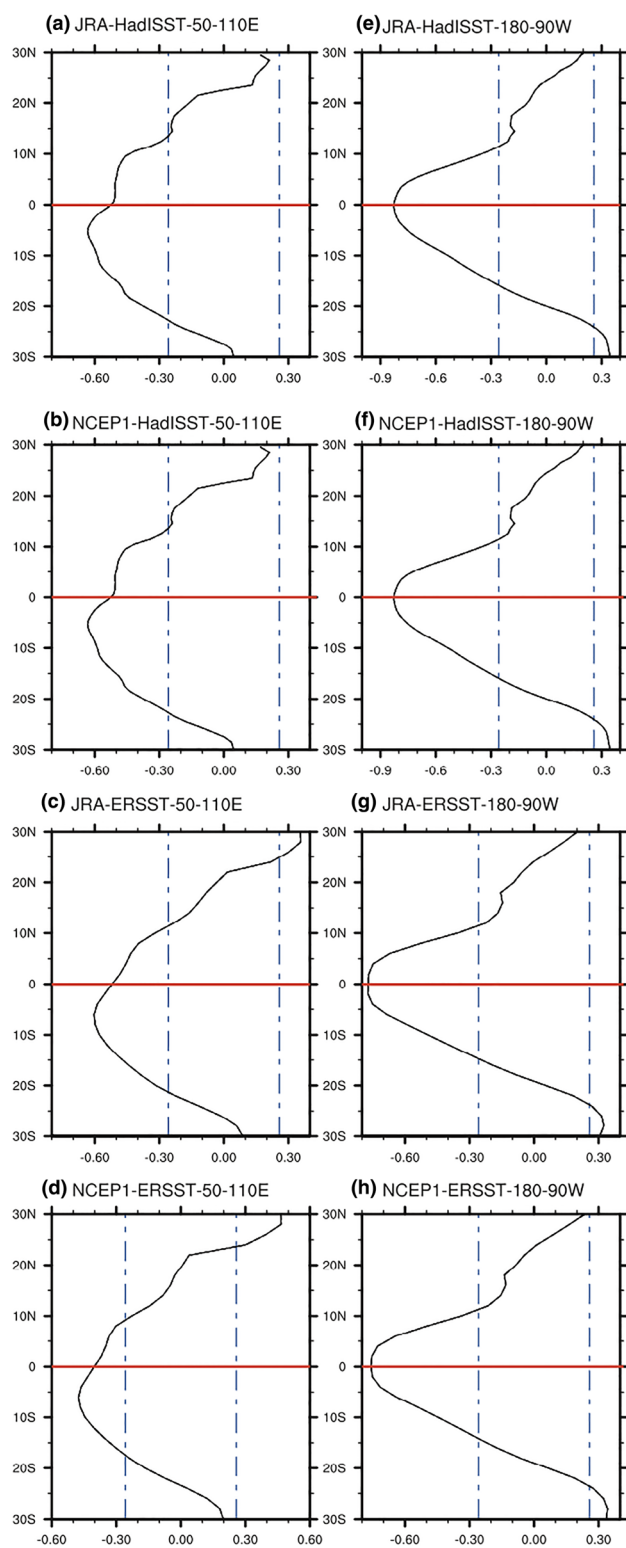 (a) JRA-HadISST-50-110E
30N
20N
10N
0
10S
20S
30S
-0.60 -0.30 0.00 0.30
(e) JRA-HadISST-180-90W
30N
20N
10N
0
10S
20S
30S
-0.9 -0.6 -0.3 0.0 0.3
(b) NCEP1-HadISST-50-110E
30N
20N
10N
0
10S
20S
30S
-0.60 -0.30 0.00 0.30
(f) NCEP1-HadISST-180-90W
30N
20N
10N
0
10S
20S
30S
-0.9 -0.6 -0.3 0.0 0.3
(c) JRA-ERSST-50-110E
30N
20N
10N
0
10S
20S
30S
-0.60 -0.30 0.00 0.30
(g) JRA-ERSST-180-90W
30N
20N
10N
0
10S
20S
30S
-0.60 -0.30 0.00 0.30
(d) NCEP1-ERSST-50-110E
30N
20N
10N
0
10S
20S
30S
-0.60 -0.30 0.00 0.30 0.60
(h) NCEP1-ERSST-180-90W
30N
20N
10N
0
10S
20S
30S
-0.60 -0.30 0.00 0.30